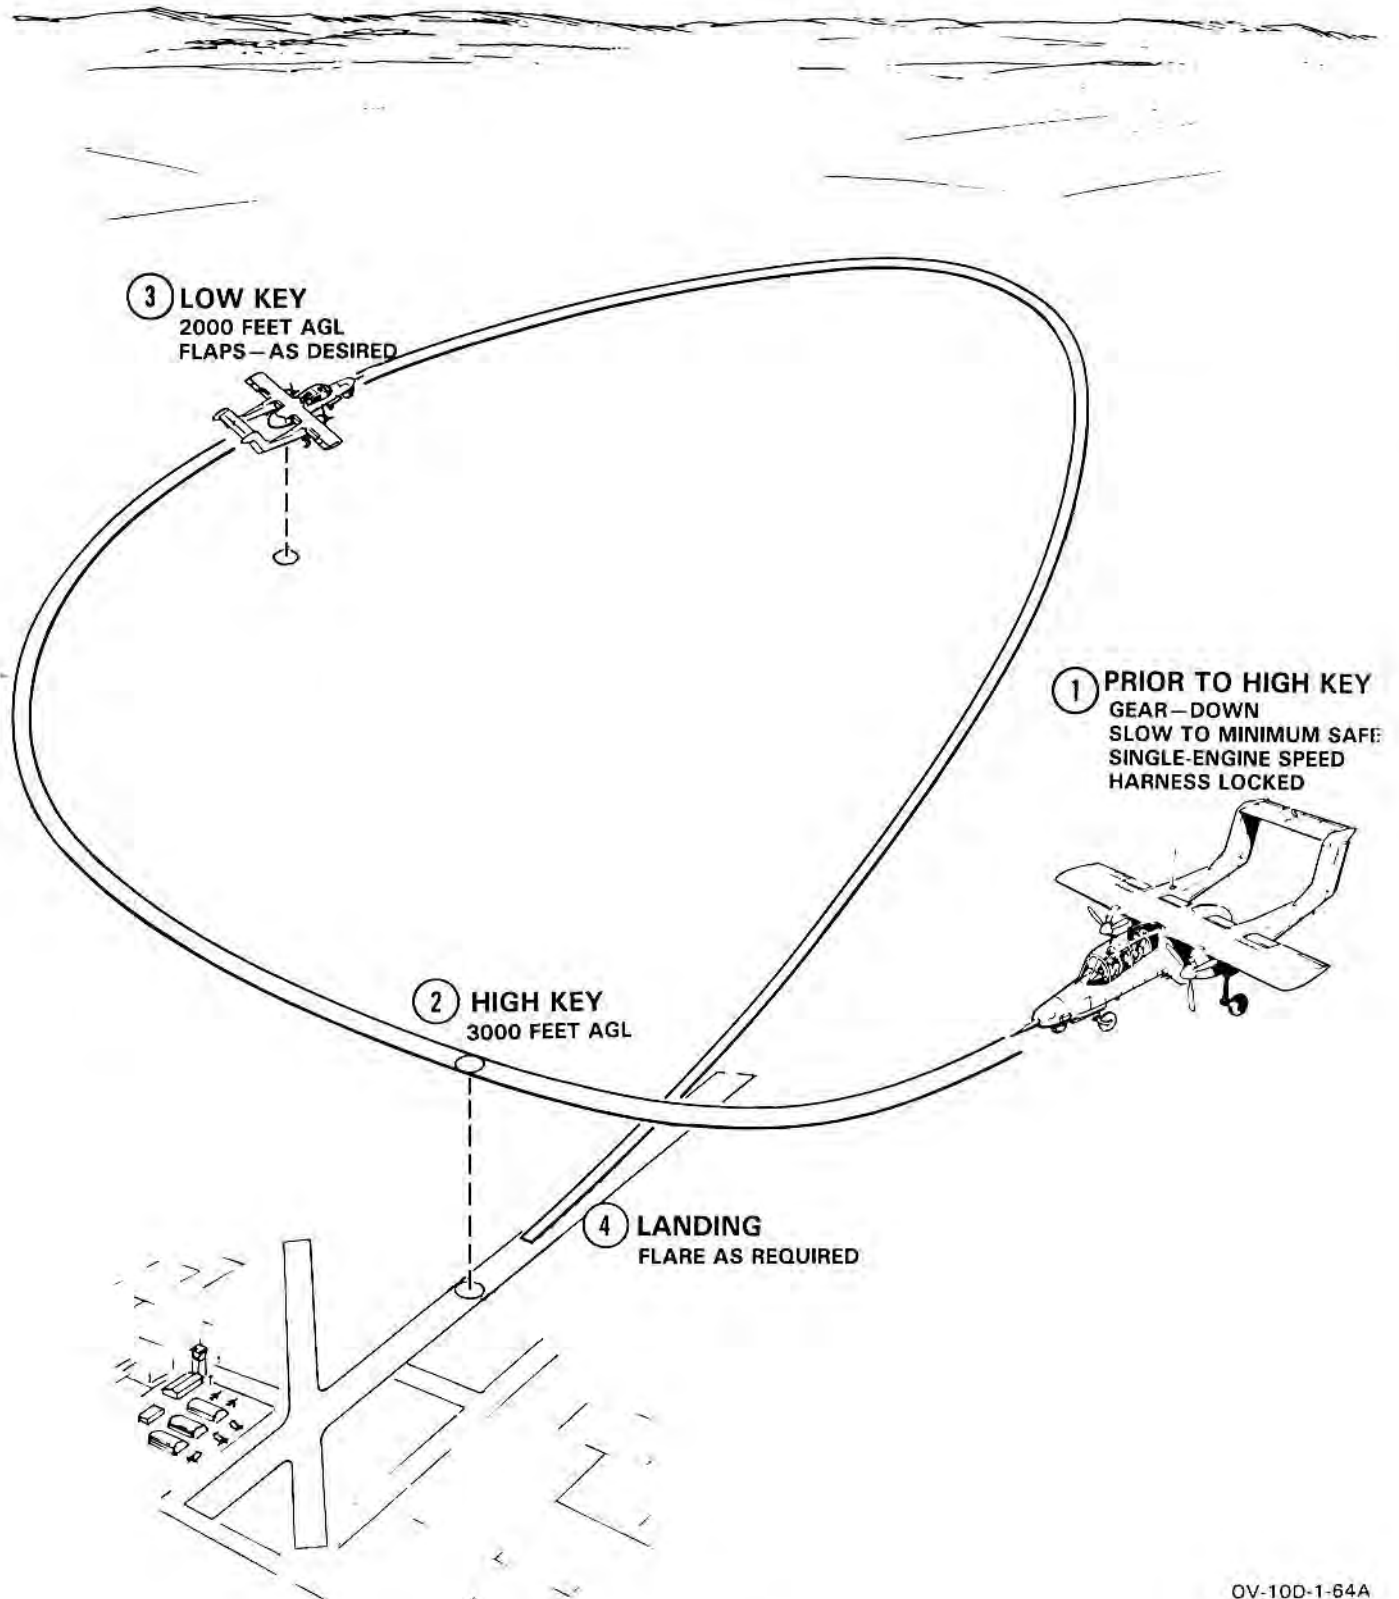 3 LOW KEY
2000 FEET AGL
FLAPS—AS DESIRED
1 PRIOR TO HIGH KEY
GEAR—DOWN
SLOW TO MINIMUM SAFE
SINGLE-ENGINE SPEED
HARNESS LOCKED
2 HIGH KEY
3000 FEET AGL
4 LANDING
FLARE AS REQUIRED
OV-10D-1-64A